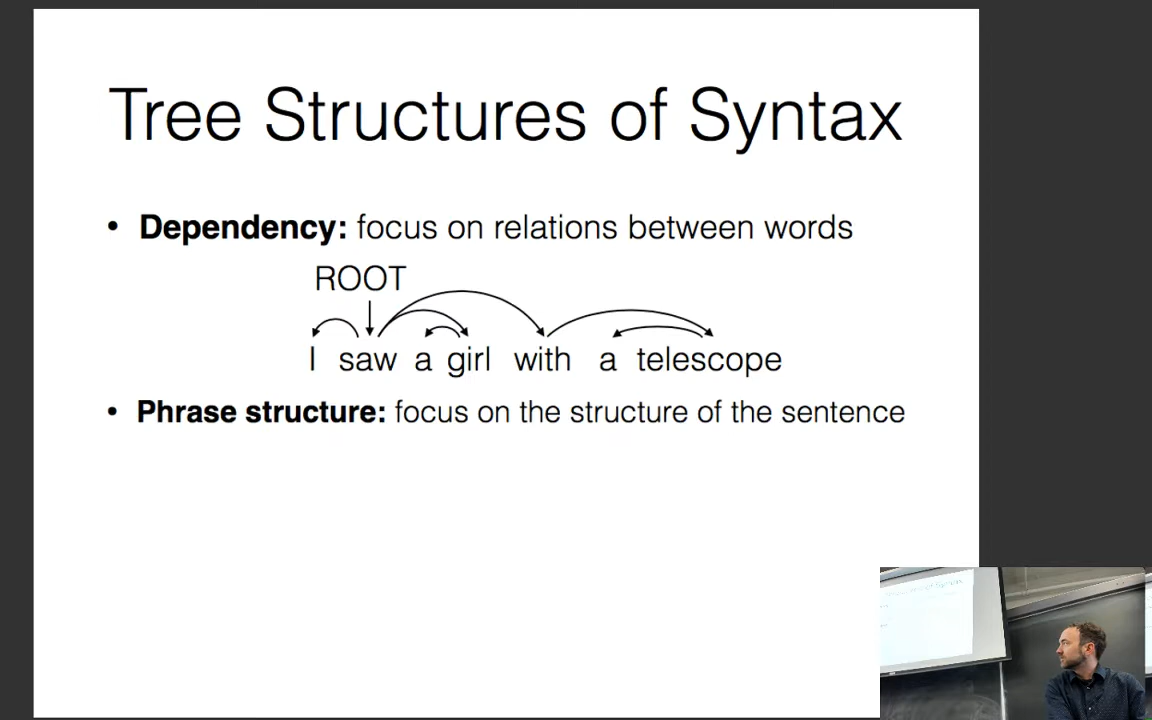 Tree Structures of Syntax
• Dependency: focus on relations between words
ROOT
I saw a girl with a telescope
• Phrase structure: focus on the structure of the sentence